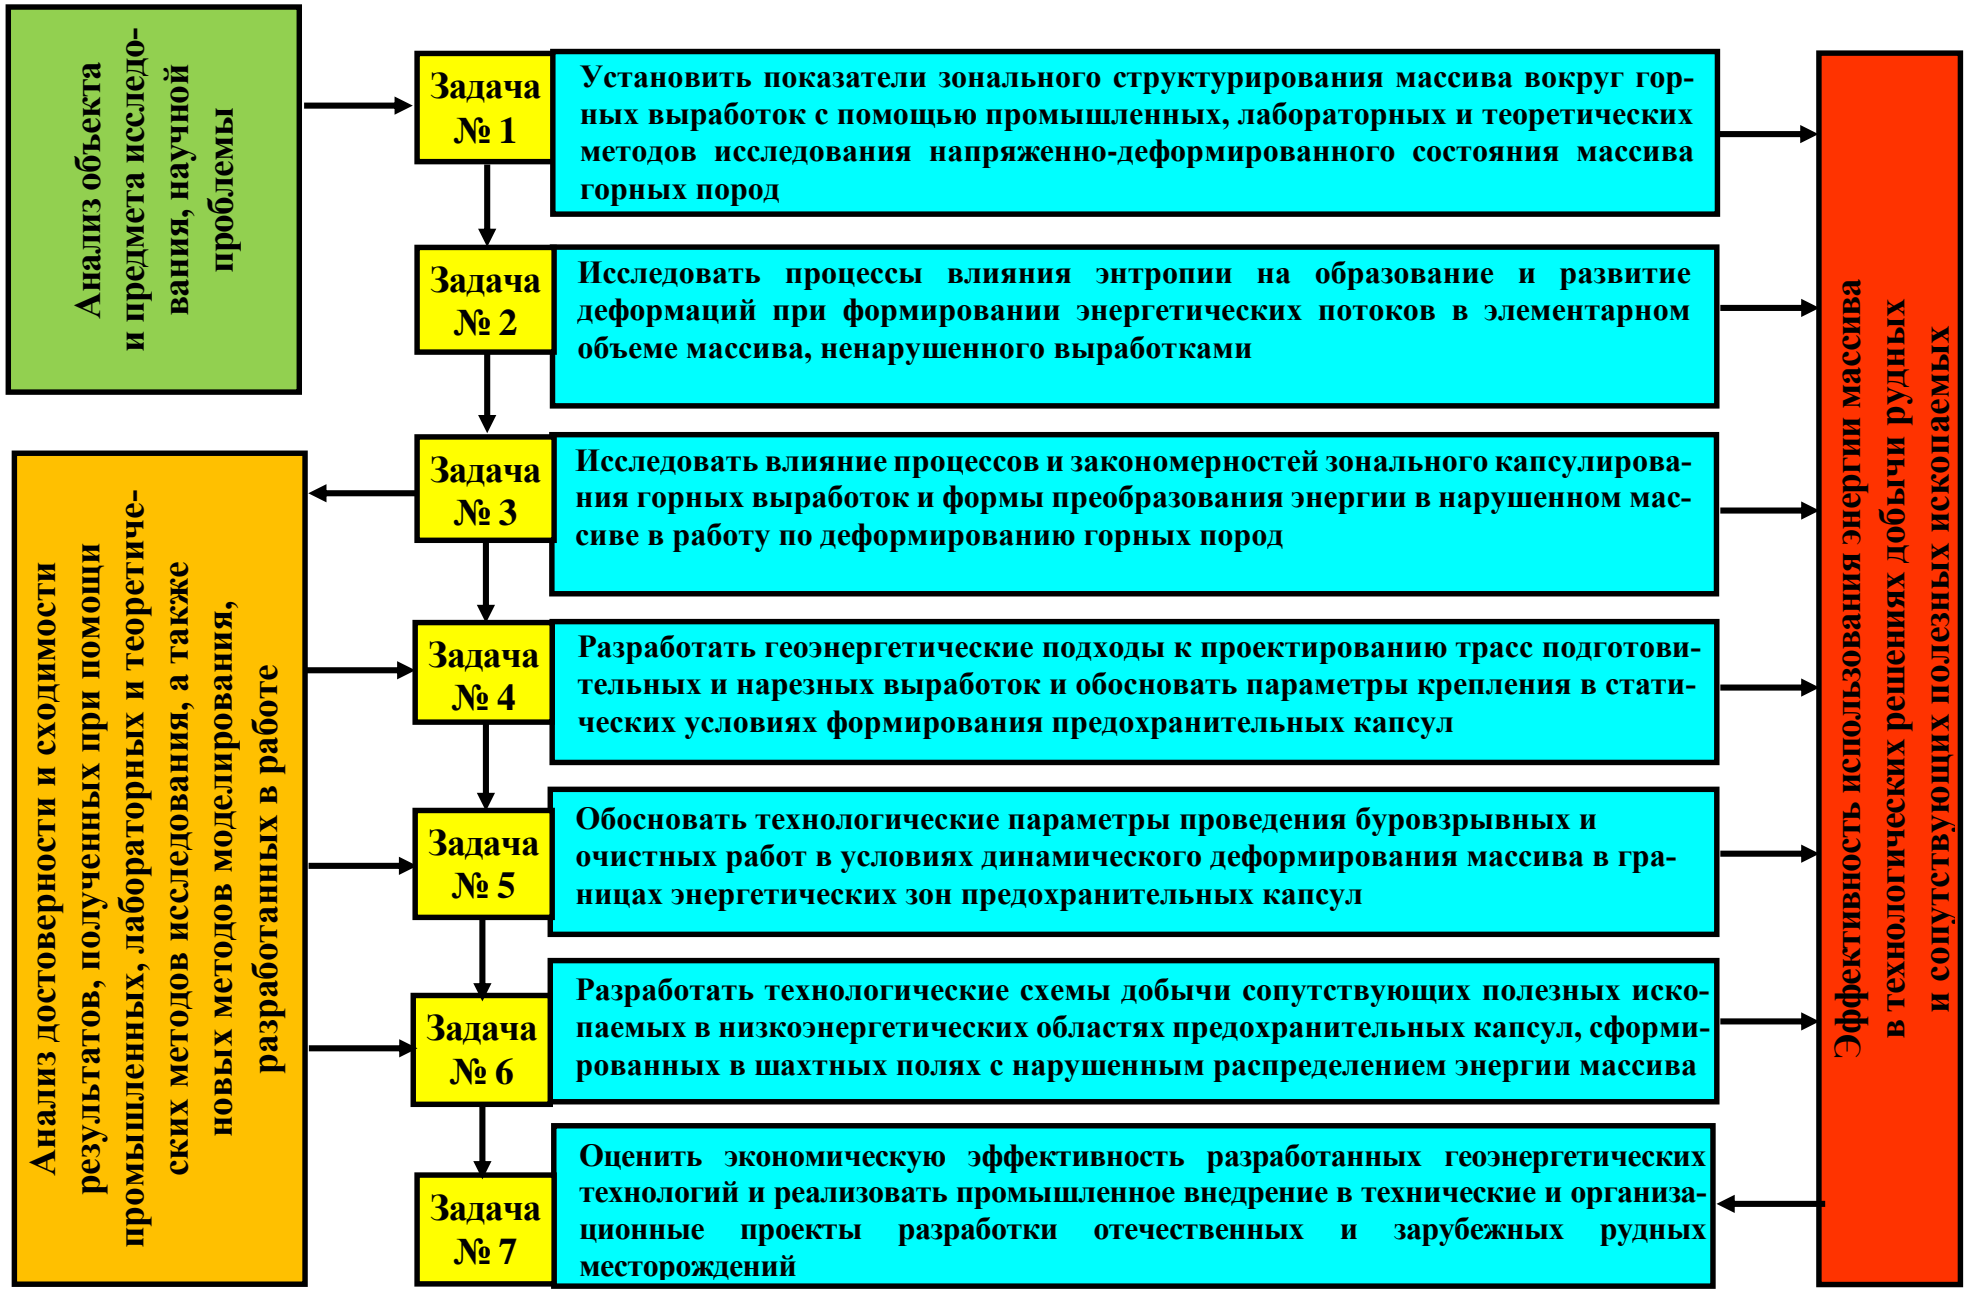 Анализ объекта
и предмета исследо-
вания, научной
проблемы
Задача
№ 1
Установить показатели зонального структурирования массива вокруг гор-
ных выработок с помощью промышленных, лабораторных и теоретических
методов исследования напряженно-деформированного состояния массива
горных пород
Задача
№ 2
Исследовать процессы влияния энтропии на образование и развитие
деформаций при формировании энергетических потоков в элементарном
объеме массива, ненарушенного выработками
Задача
№ 3
Исследовать влияние процессов и закономерностей зонального капсулирова-
ния горных выработок и формы преобразования энергии в нарушенном мас-
сиве в работу по деформированию горных пород
Анализ достоверности и сходимости
результатов, полученных при помощи
промышленных, лабораторных и теоретиче-
ских методов исследования, а также
новых методов моделирования,
разработанных в работе
Задача
№ 4
Разработать геоэнергетические подходы к проектированию трасс подготови-
тельных и нарезных выработок и обосновать параметры крепления в стати-
ческих условиях формирования предохранительных капсул
Задача
№ 5
Обосновать технологические параметры проведения буровзрывных и
очистных работ в условиях динамического деформирования массива в гра-
ницах энергетических зон предохранительных капсул
Задача
№ 6
Разработать технологические схемы добычи сопутствующих полезных иско-
паемых в низкоэнергетических областях предохранительных капсул, сформи-
рованных в шахтных полях с нарушенным распределением энергии массива
Задача
№ 7
Оценить экономическую эффективность разработанных геоэнергетических
технологий и реализовать промышленное внедрение в технические и организа-
ционные проекты разработки отечественных и зарубежных рудных
месторождений
Эффективность использования энергии массива
в технологических решениях добычи рудных
и сопутствующих полезных ископаемых